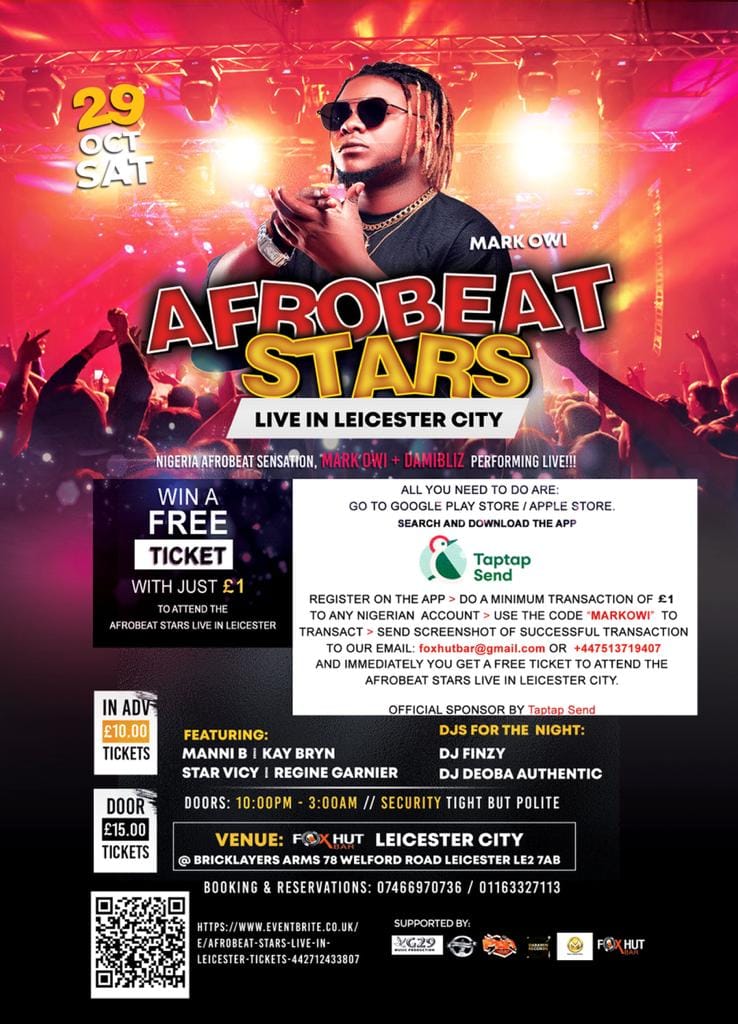 29
OCT
SAT
MARK OWI
AFROBEAT
STARS
LIVE IN LEICESTER CITY
NIGERIA AFROBEAT SENSATION, MARK OWI + DAMIBLIZ PERFORMING LIVE!!!
WIN A
FREE
TICKET
WITH JUST £1
TO ATTEND THE
AFROBEAT STARS LIVE IN LEICESTER
ALL YOU NEED TO DO ARE:
GO TO GOOGLE PLAY STORE / APPLE STORE.
SEARCH AND DOWNLOAD THE APP
Taptap
Send
REGISTER ON THE APP > DO A MINIMUM TRANSACTION OF £1
TO ANY NIGERIAN ACCOUNT > USE THE CODE "MARKOWI" TO
TRANSACT > SEND SCREENSHOT OF SUCCESSFUL TRANSACTION
TO OUR EMAIL: foxhutbar@gmail.com OR +447513719407
AND IMMEDIATELY YOU GET A FREE TICKET TO ATTEND THE
AFROBEAT STARS LIVE IN LEICESTER CITY.
OFFICIAL SPONSOR BY Taptap Send
IN ADV
£10.00
TICKETS
FEATURING:
MANNI B | KAY BRYN
STAR VICY | REGINE GARNIER
DJS FOR THE NIGHT:
DJ FINZY
DJ DEOBA AUTHENTIC
DOOR
£15.00
TICKETS
DOORS: 10:00PM - 3:00AM // SECURITY TIGHT BUT POLITE
VENUE: FOX HUT BAR LEICESTER CITY
@ BRICKLAYERS ARMS 78 WELFORD ROAD LEICESTER LE2 7AB
BOOKING & RESERVATIONS: 07466970736 / 01163327113
HTTPS://WWW.EVENTBRITE.CO.UK/
E/AFROBEAT-STARS-LIVE-IN-
LEICESTER-TICKETS-442712433807
SUPPORTED BY:
MUSIC PRODUCTION
FOX HUT
BAR